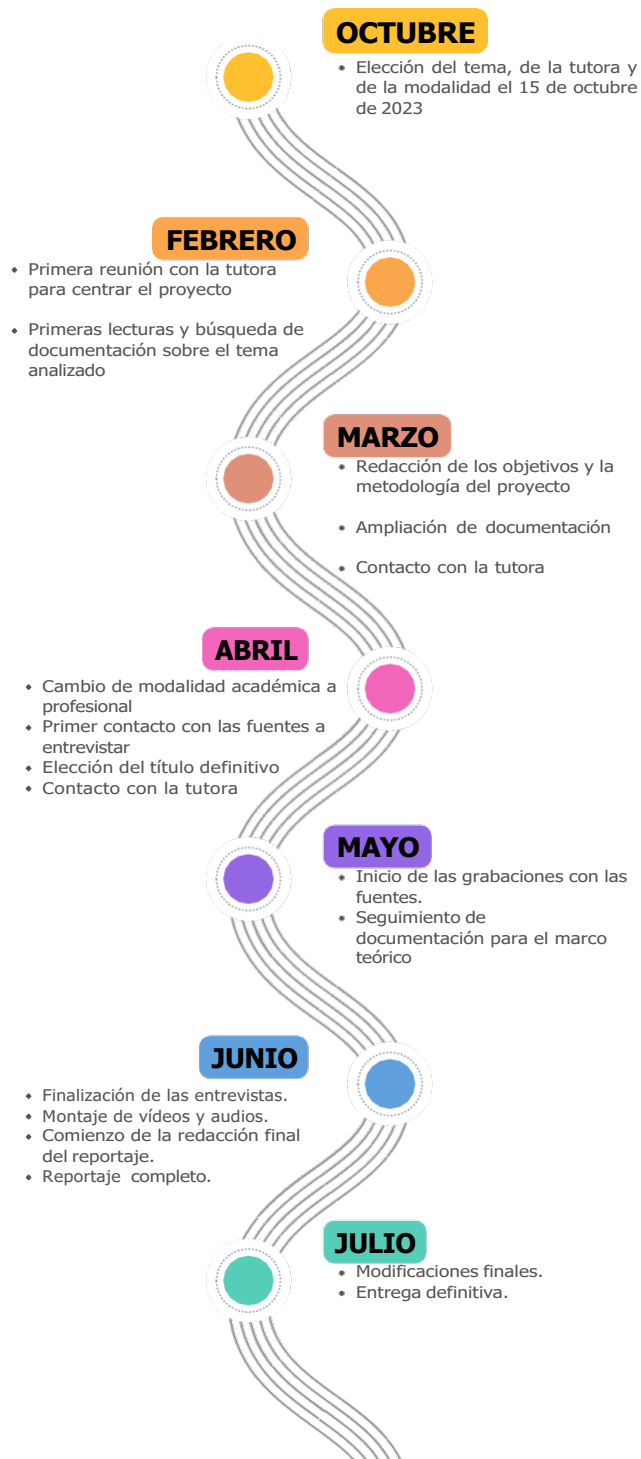 OCTUBRE
• Elección del tema, de la tutora y
de la modalidad el 15 de octubre
de 2023
FEBRERO
• Primera reunión con la tutora
para centrar el proyecto
• Primeras lecturas y búsqueda de
documentación sobre el tema
analizado
MARZO
• Redacción de los objetivos y la
metodología del proyecto
• Ampliación de documentación
• Contacto con la tutora
ABRIL
• Cambio de modalidad académica a
profesional
• Primer contacto con las fuentes a
entrevistar
• Elección del título definitivo
• Contacto con la tutora
MAYO
• Inicio de las grabaciones con las
fuentes.
• Seguimiento de
documentación para el marco
teórico
JUNIO
• Finalización de las entrevistas.
• Montaje de vídeos y audios.
• Comienzo de la redacción final
del reportaje.
• Reportaje completo.
JULIO
• Modificaciones finales.
• Entrega definitiva.